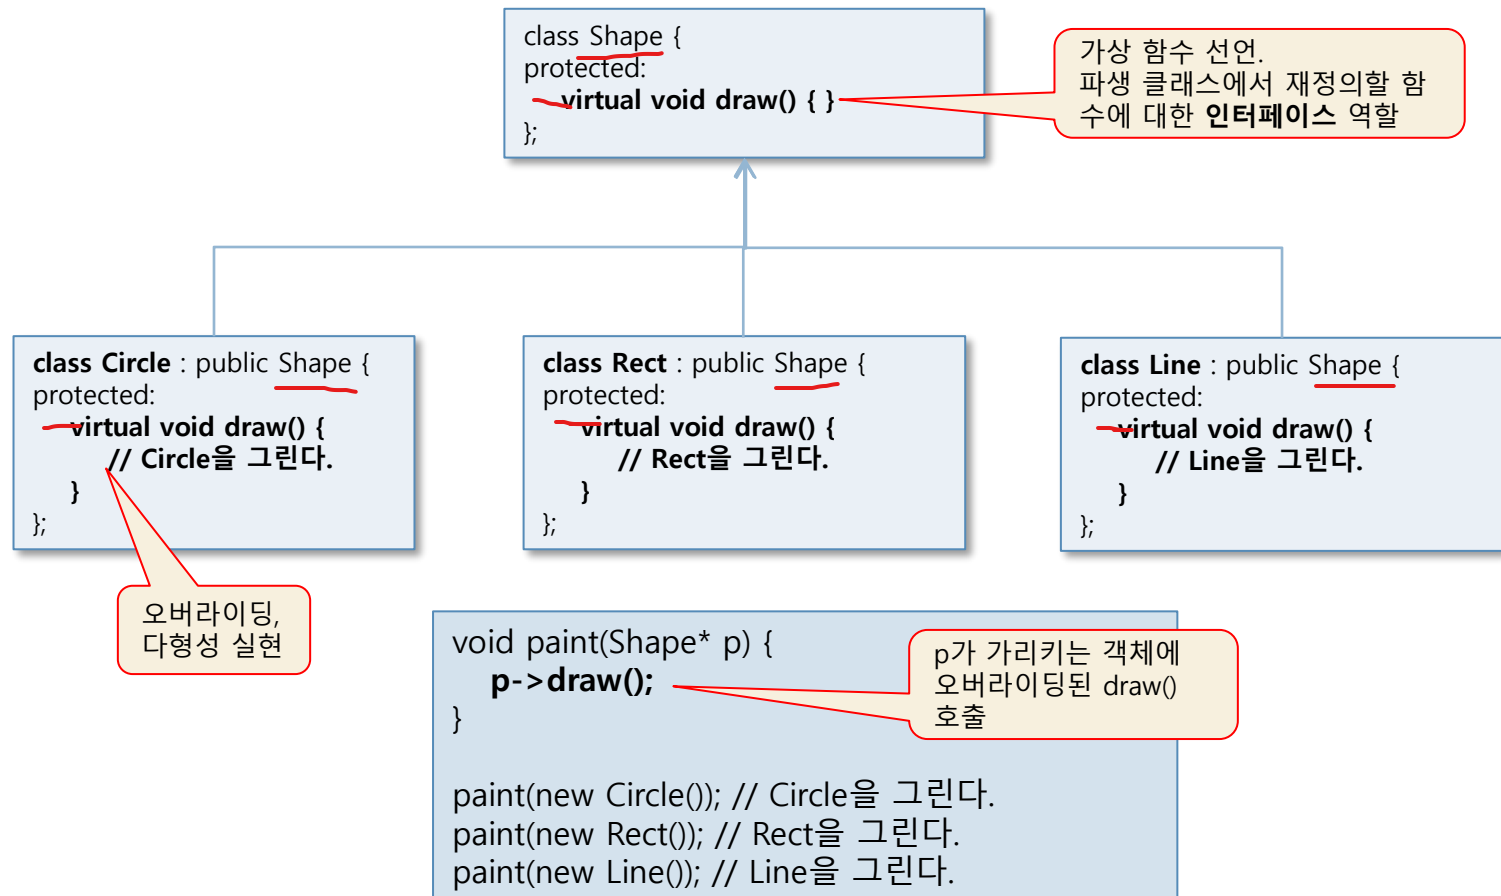 class Shape {
protected:
virtual void draw() { }
};
가상 함수 선언.
파생 클래스에서 재정의할 함
수에 대한 인터페이스 역할
class Circle : public Shape {
protected:
virtual void draw() {
// Circle을 그린다.
}
};
class Rect : public Shape {
protected:
virtual void draw() {
// Rect을 그린다.
}
};
class Line : public Shape {
protected:
virtual void draw() {
// Line을 그린다.
}
};
오버라이딩,
다형성 실현
void paint(Shape* p) {
p->draw();
}
p가 가리키는 객체에
오버라이딩된 draw()
호출
paint(new Circle()); // Circle을 그린다.
paint(new Rect()); // Rect을 그린다.
paint(new Line()); // Line을 그린다.